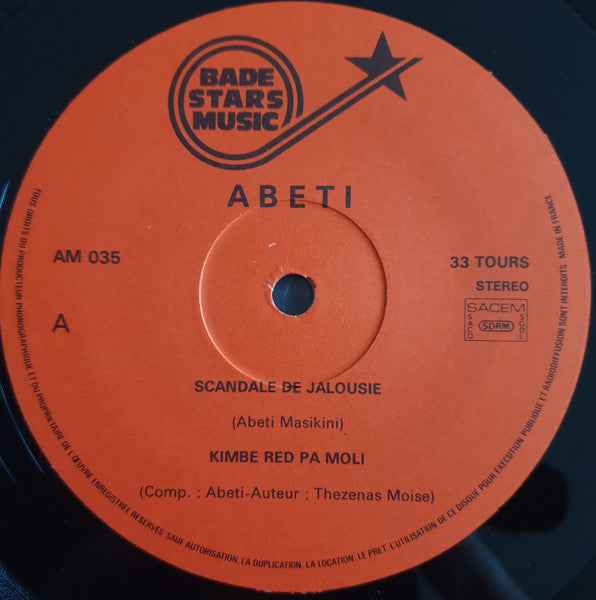 BADE
STARS
MUSIC
ABETI
AM 035
33 TOURS
STEREO
A
SACEM
SACD
SDRM
SGDL
SCANDALE DE JALOUSIE
(Abeti Masikini)
KIMBE RED PA MOLI
(Comp. : Abeti-Auteur : Thezenas Moise)
TOUS DROITS DU PRODUCTEUR PHONOGRAPHIQUE ET DU PROPRIETAIRE DE L'ŒUVRE ENREGISTREE RESERVES SAUF AUTORISATION. LA DUPLICATION. LA LOCATION. LE PRET. L'UTILISATION DE CE DISQUE POUR EXECUTION PUBLIQUE ET RADIODIFFUSION SONT INTERDITS MADE IN FRANCE